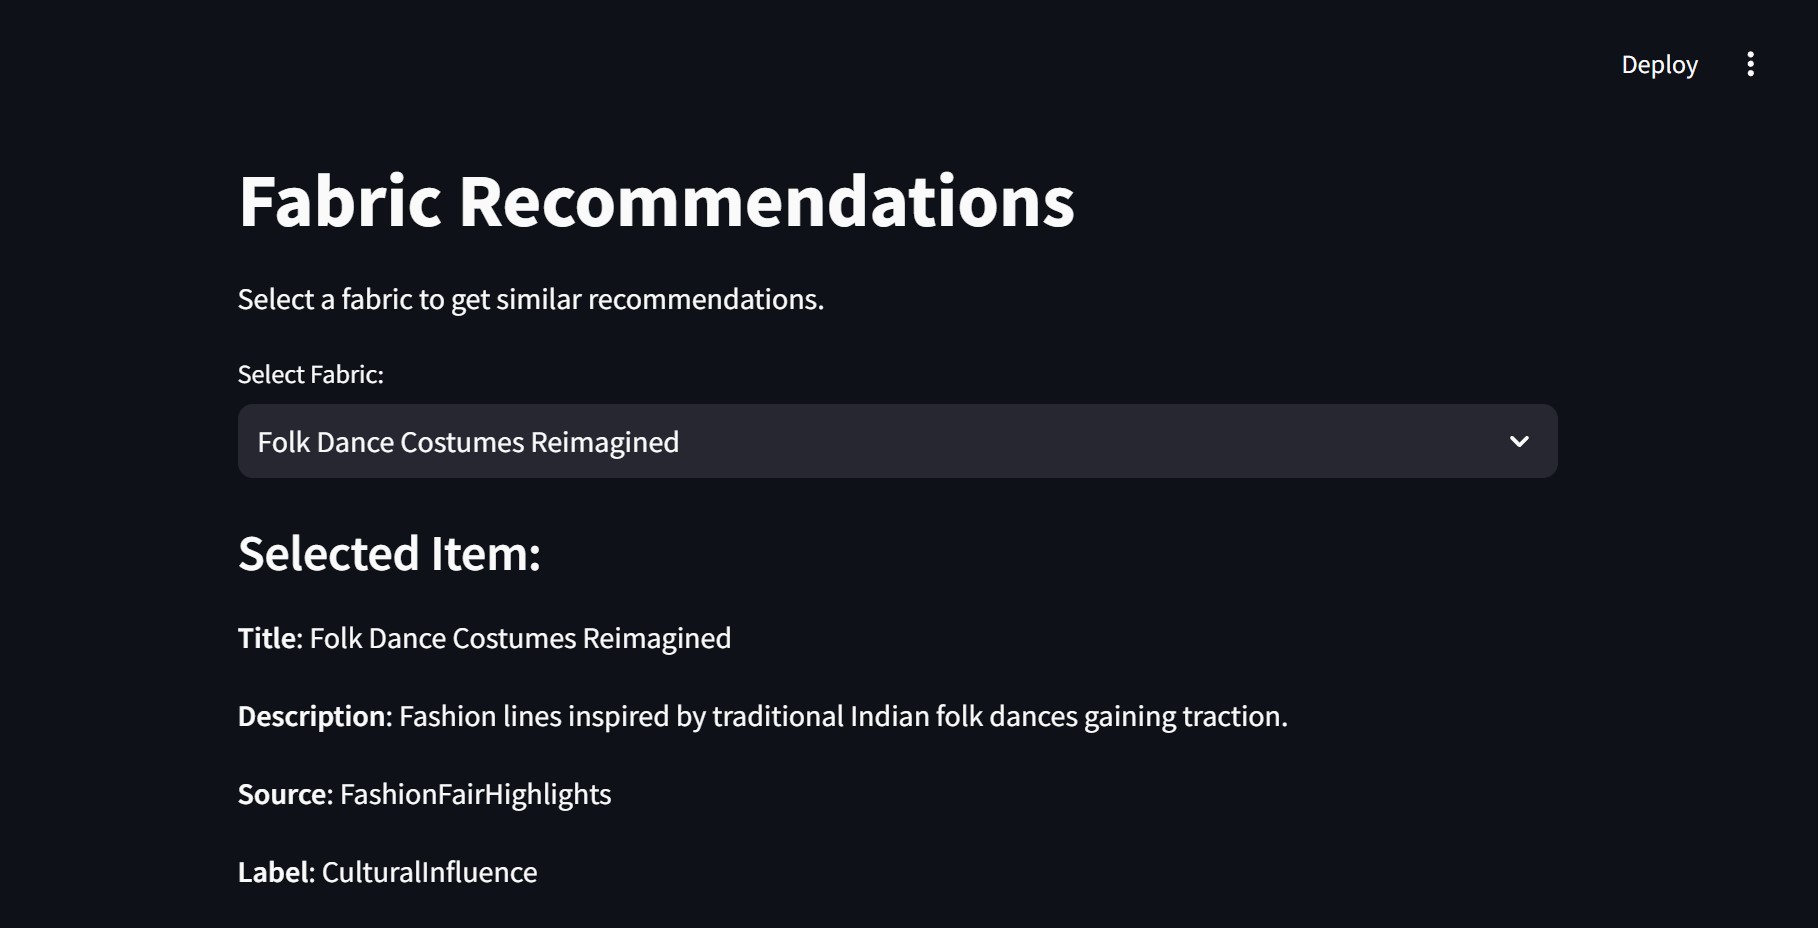 Deploy
Fabric Recommendations
Select a fabric to get similar recommendations.
Select Fabric:
Folk Dance Costumes Reimagined
Selected Item:
Title: Folk Dance Costumes Reimagined
Description: Fashion lines inspired by traditional Indian folk dances gaining traction.
Source: FashionFairHighlights
Label: CulturalInfluence